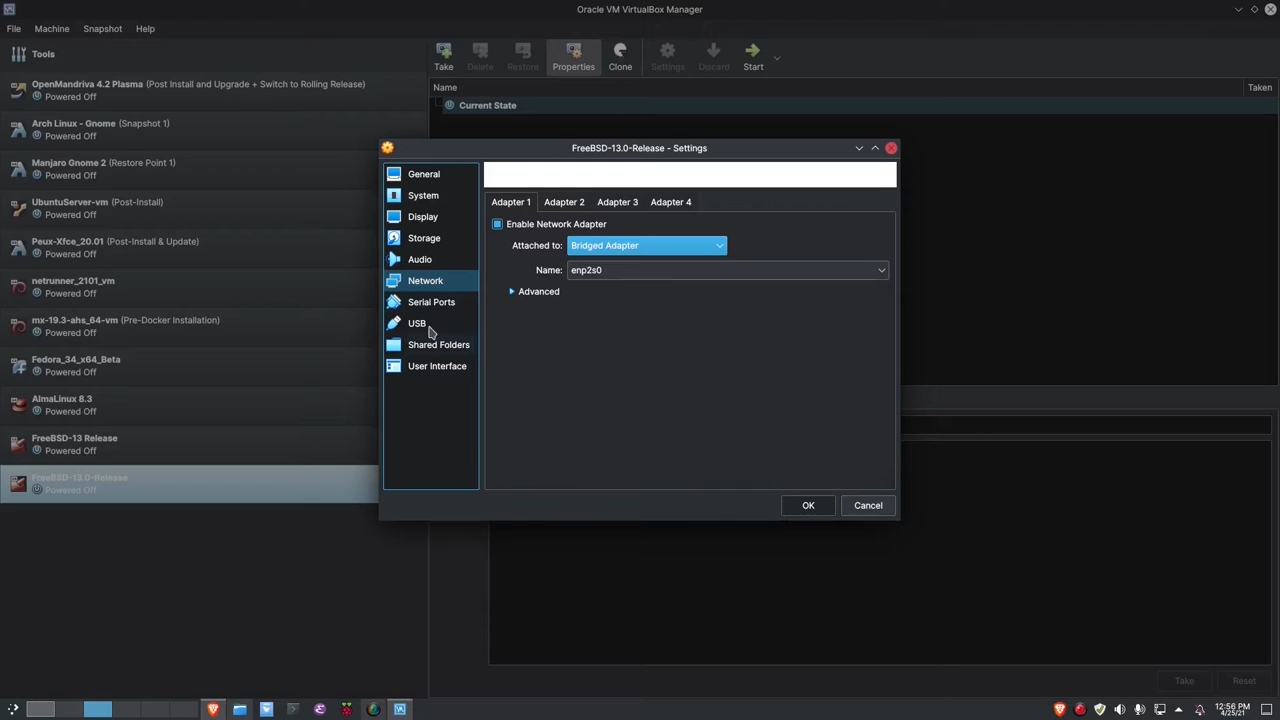 Oracle VM VirtualBox Manager
File Machine Snapshot Help
Tools
Take Delete Restore Properties Clone Settings Discard Start
OpenMandriva 4.2 Plasma (Post Install and Upgrade + Switch to Rolling Release)
Powered Off
Arch Linux - Gnome (Snapshot 1)
Powered Off
Manjaro Gnome 2 (Restore Point 1)
Powered Off
UbuntuServer-vm (Post-Install)
Powered Off
Peux-Xfce_20.01 (Post-Install & Update)
Powered Off
netrunner_2101_vm
Powered Off
mx-19.3-ahs_64-vm (Pre-Docker Installation)
Powered Off
Fedora_34_x64_Beta
Powered Off
AlmaLinux 8.3
Powered Off
FreeBSD-13 Release
Powered Off
FreeBSD-13.0-Release
Powered Off
Name Taken
Current State
FreeBSD-13.0-Release - Settings
General
System
Display
Storage
Audio
Network
Serial Ports
USB
Shared Folders
User Interface
Adapter 1 Adapter 2 Adapter 3 Adapter 4
Enable Network Adapter
Attached to: Bridged Adapter
Name: enp2s0
Advanced
OK Cancel
Take Reset
12:56 PM
4/25/21